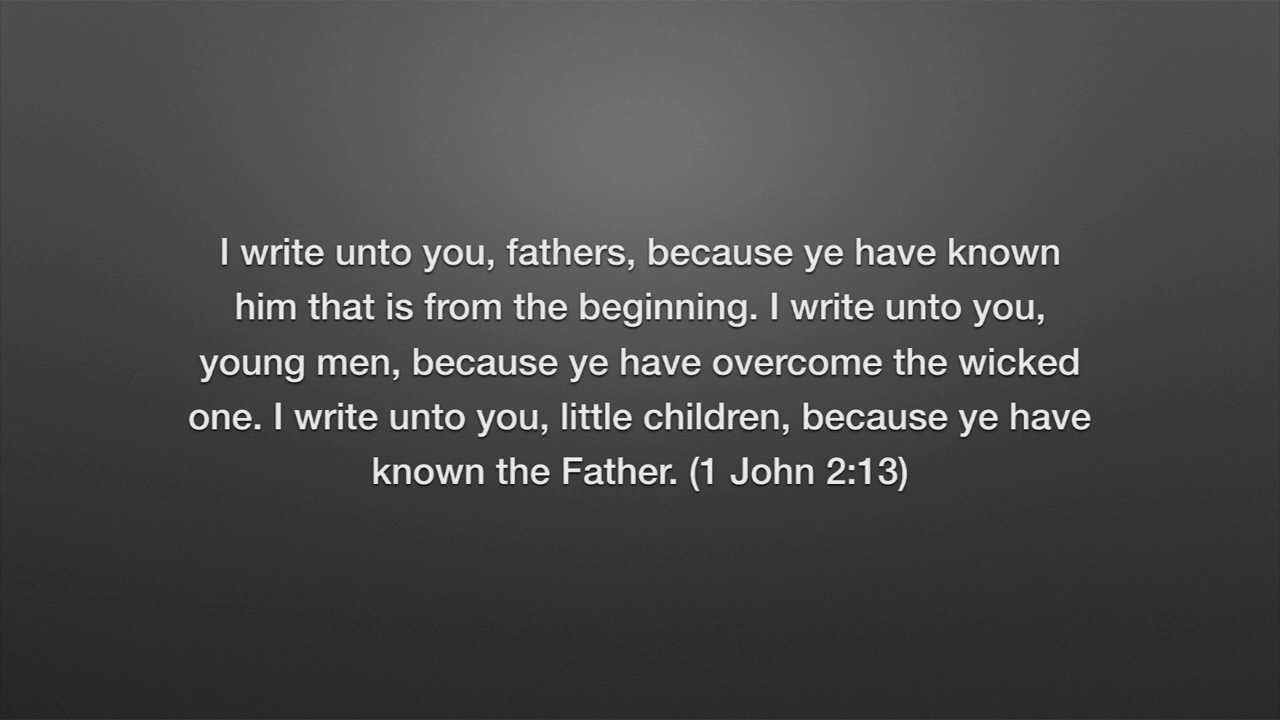 I write unto you, fathers, because ye have known
him that is from the beginning. I write unto you,
young men, because ye have overcome the wicked
one. I write unto you, little children, because ye have
known the Father. (1 John 2:13)